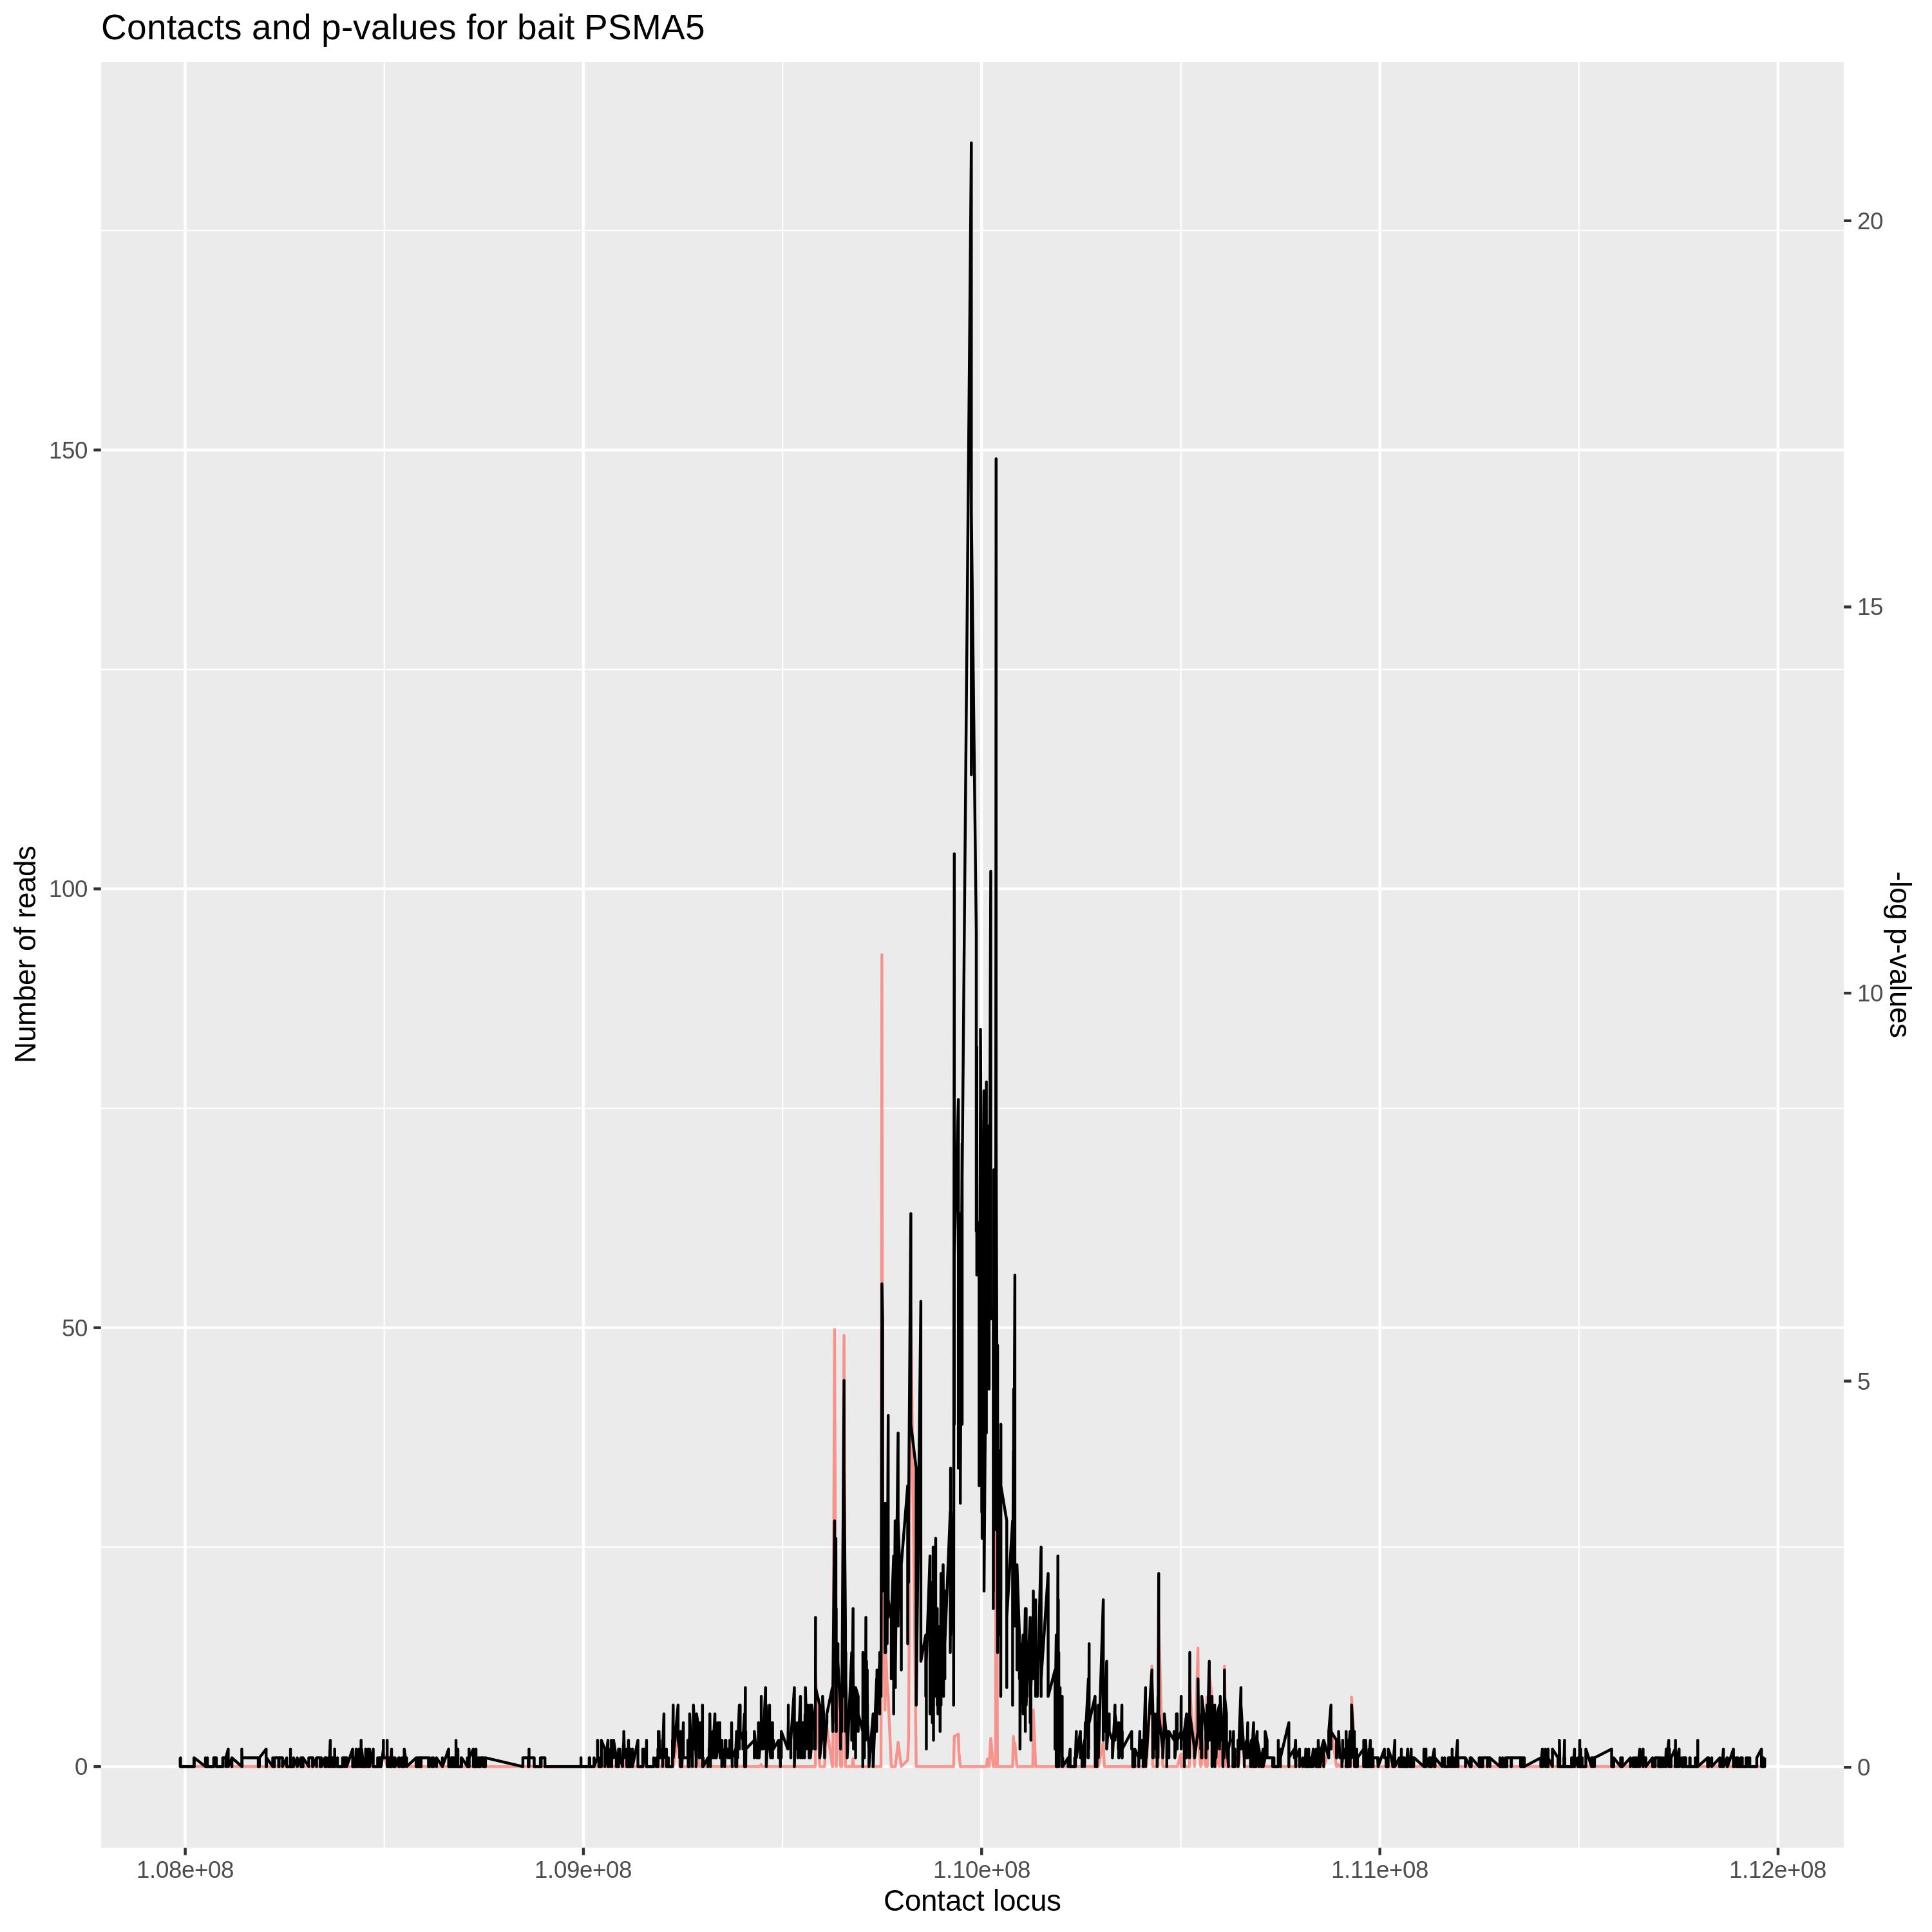 Contacts and p-values for bait PSMA5
Number of reads
150
100
50
0
20
15
10
5
0
-log p-values
1.08e+08 1.09e+08 1.10e+08 1.11e+08 1.12e+08
Contact locus